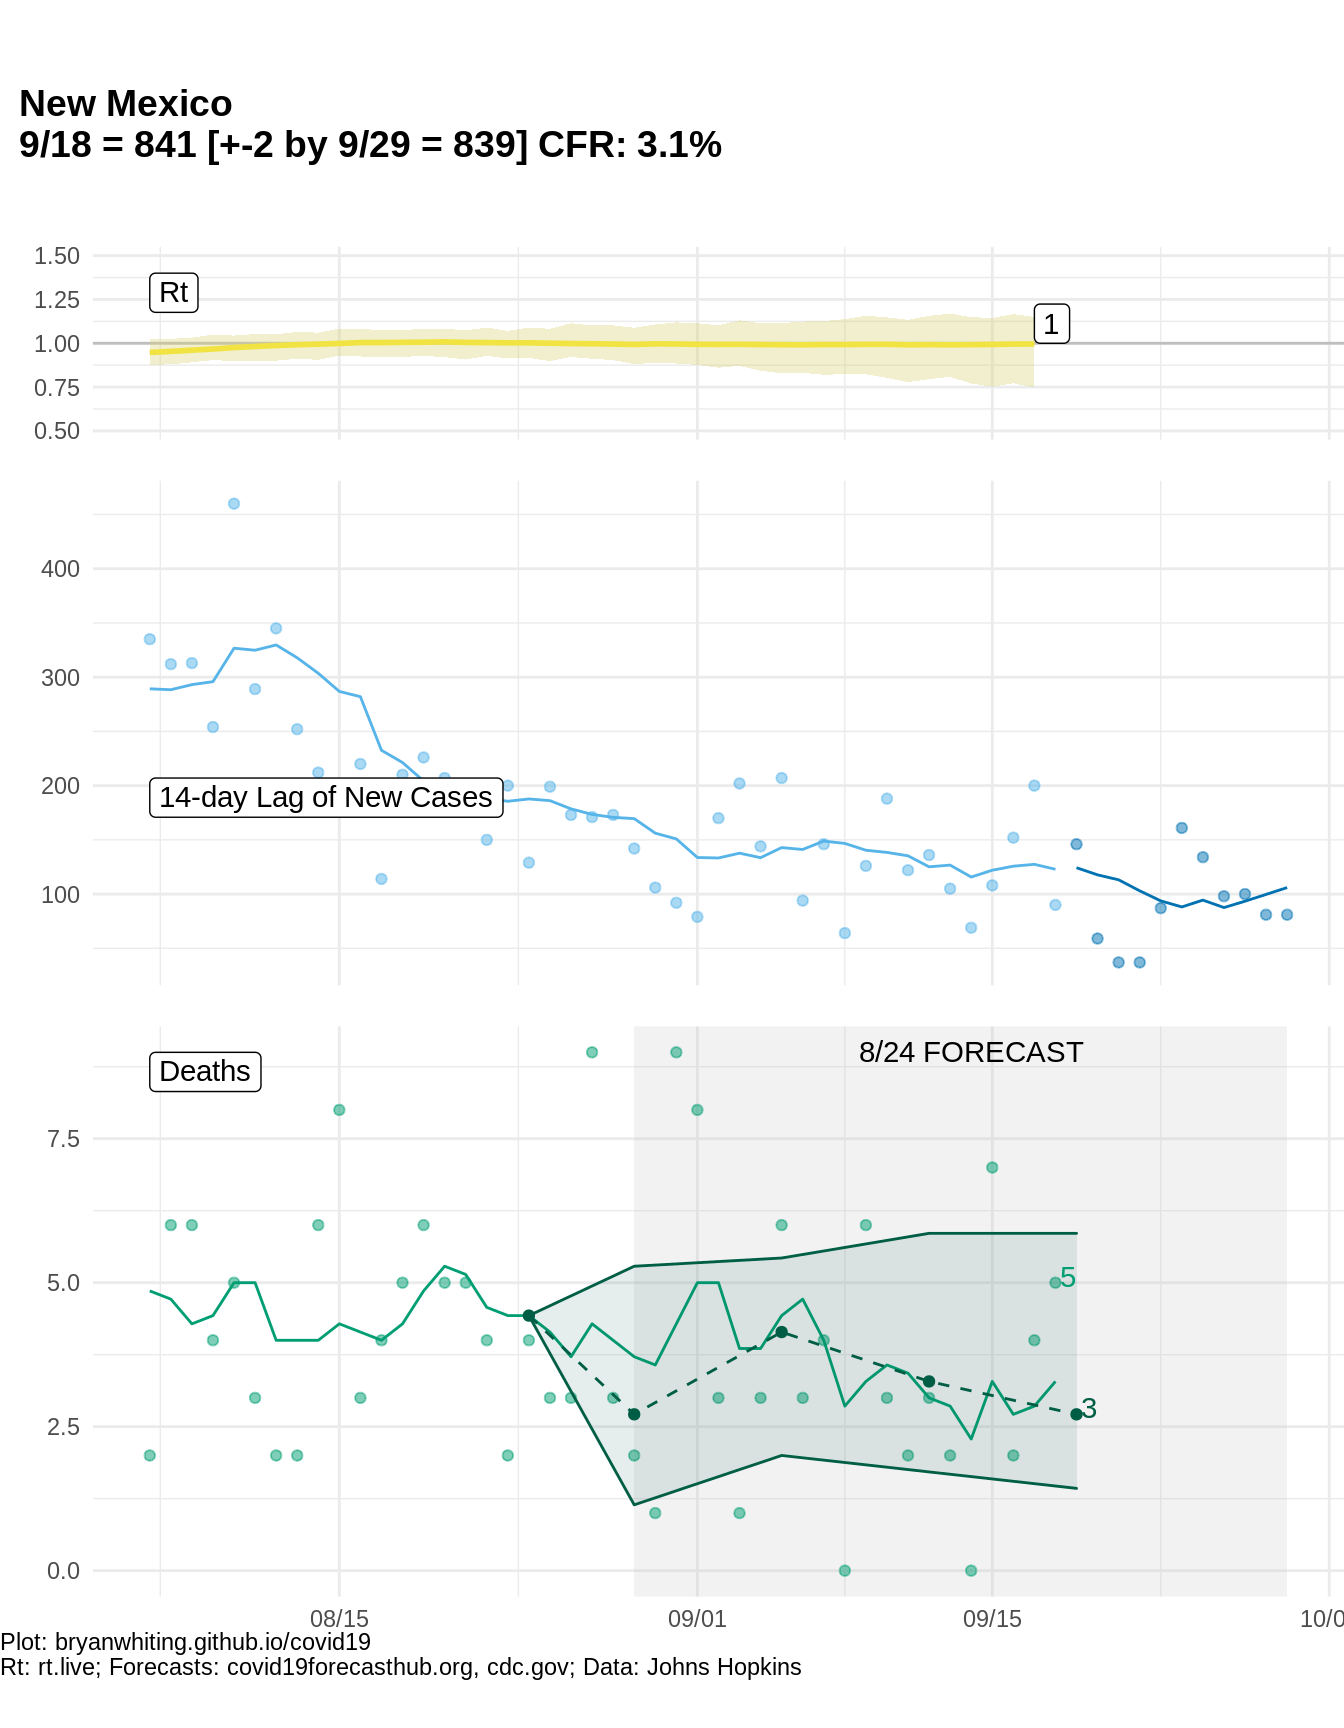 New Mexico
9/18 = 841 [+-2 by 9/29 = 839] CFR: 3.1%
1.50
1.25
1.00
0.75
0.50
Rt
1
400
300
200
100
14-day Lag of New Cases
Deaths
8/24 FORECAST
7.5
5.0
2.5
0.0
5
3
08/15
09/01
09/15
10/0
Plot: bryanwhiting.github.io/covid19
Rt: rt.live; Forecasts: covid19forecasthub.org, cdc.gov; Data: Johns Hopkins